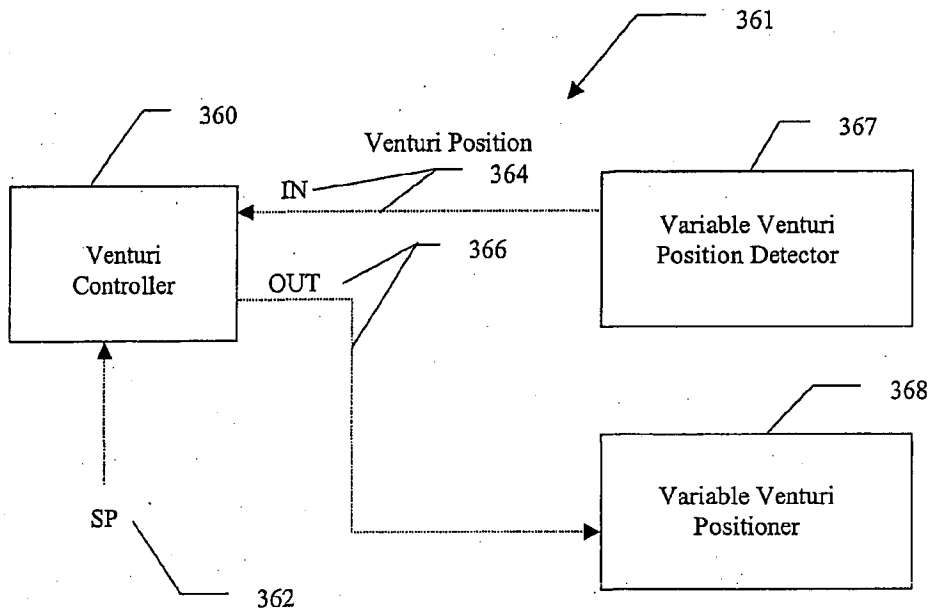 361
360
367
Venturi Position
364
IN
Venturi
Controller
Variable Venturi
Position Detector
366
OUT
368
SP
Variable Venturi
Positioner
362